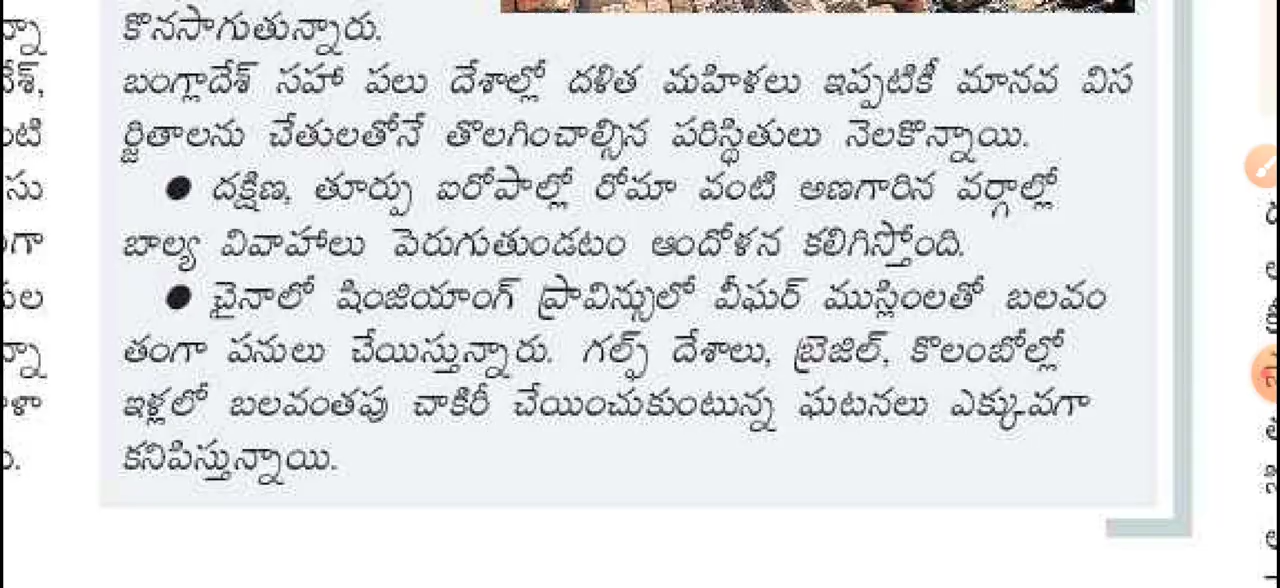 కొనసాగుతున్నారు.
బంగ్లాదేశ్ సహా పలు దేశాల్లో దళిత మహిళలు ఇప్పటికీ మానవ విస
ర్జితాలను చేతులతోనే తొలగించాల్సిన పరిస్థితులు నెలకొన్నాయి.
● దక్షిణ, తూర్పు ఐరోపాల్లో రోమా వంటి అణగారిన వర్గాల్లో
బాల్య వివాహాలు పెరుగుతుండటం ఆందోళన కలిగిస్తోంది.
● చైనాలో షింజియాంగ్ ప్రావిన్సులో వీఘర్ ముస్లింలతో బలవం
తంగా పనులు చేయిస్తున్నారు. గల్ఫ్ దేశాలు, బ్రెజిల్, కొలంబోల్లో
ఇళ్లలో బలవంతపు చాకిరీ చేయించుకుంటున్న ఘటనలు ఎక్కువగా
కనిపిస్తున్నాయి.